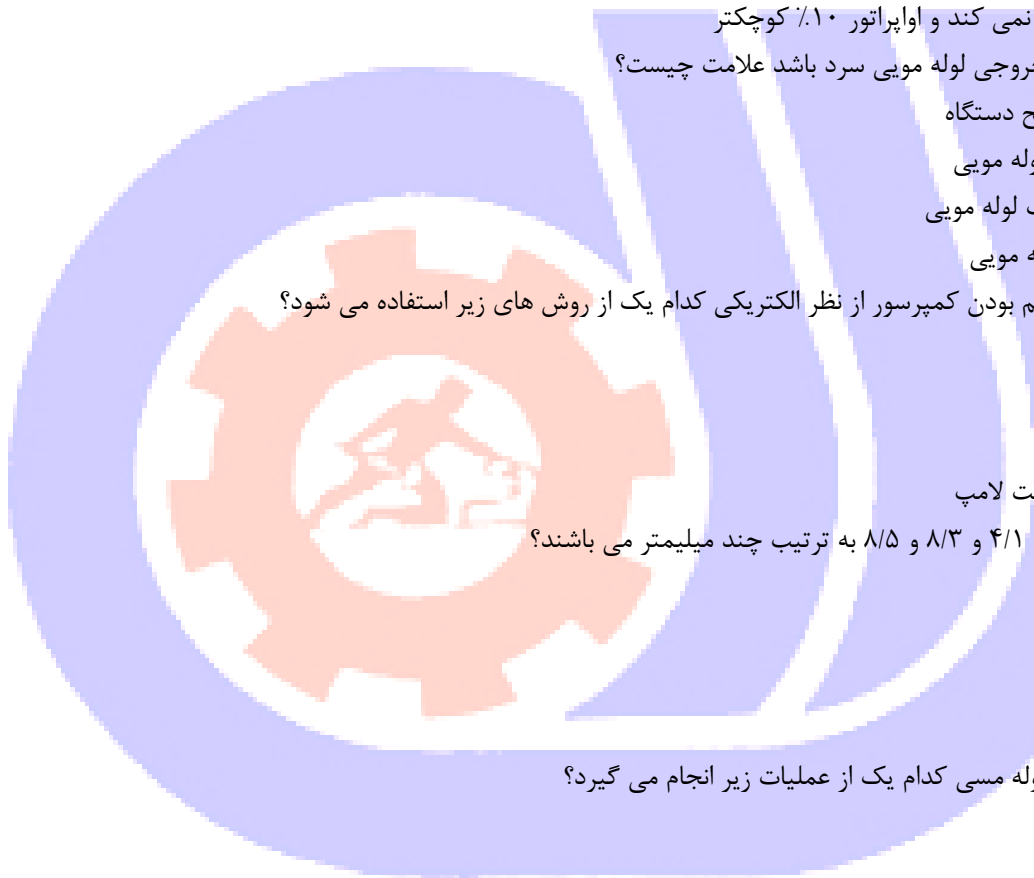 نمی کند و اواپراتور ۱۰٪ کوچکتر
خروجی لوله مویی سرد باشد علامت چیست؟
دستگاه
مویی
لوله مویی
مویی
بودن کمپرسور از نظر الکتریکی کدام یک از روش های زیر استفاده می شود؟
لامپ
۴/۱ و ۸/۳ و ۸/۵ به ترتیب چند میلیمتر می باشند؟
مسی کدام یک از عملیات زیر انجام می گیرد؟